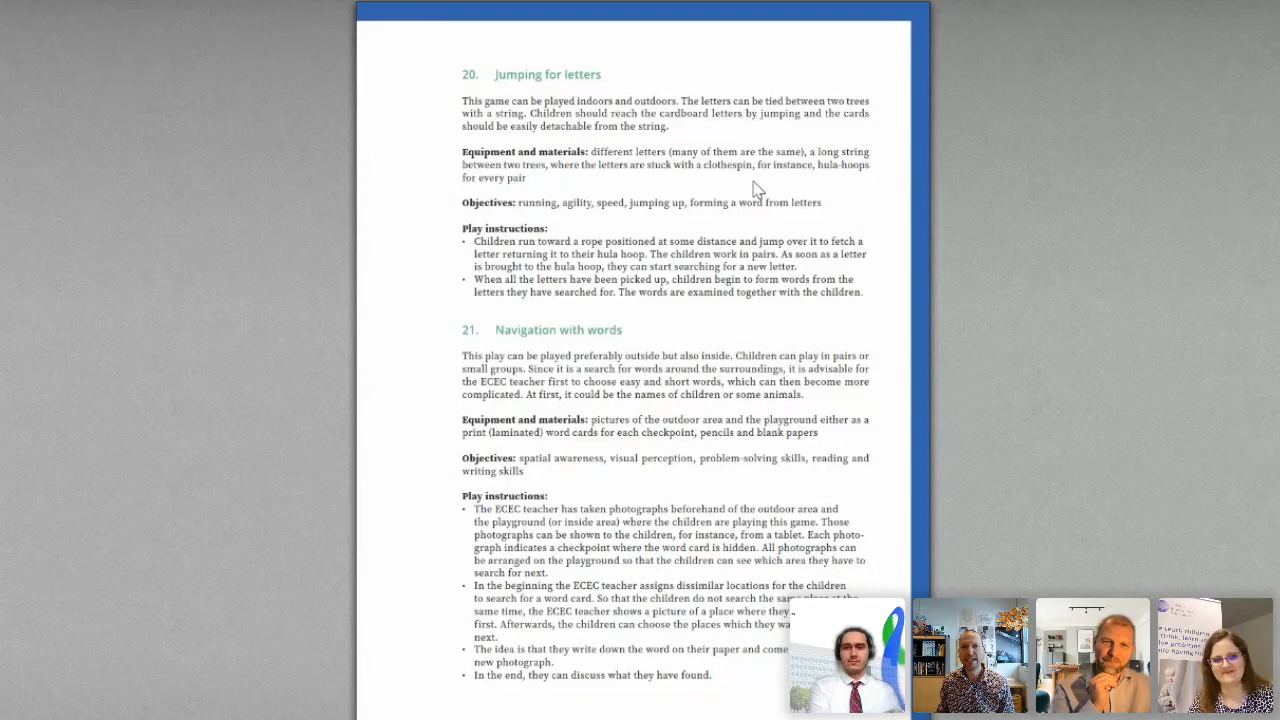 20. Jumping for letters
This game can be played indoors and outdoors. The letters can be tied between two trees
with a string. Children should reach the cardboard letters by jumping and the cards
should be easily detachable from the string.
Equipment and materials: different letters (many of them are the same), a long string
between two trees, where the letters are stuck with a clothespin, for instance, hula-hoops
for every pair
Objectives: running, agility, speed, jumping up, forming a word from letters
Play instructions:
• Children run toward a rope positioned at some distance and jump over it to fetch a
letter returning it to their hula hoop. The children work in pairs. As soon as a letter
is brought to the hula hoop, they can start searching for a new letter.
• When all the letters have been picked up, children begin to form words from the
letters they have searched for. The words are examined together with the children.
21. Navigation with words
This play can be played preferably outside but also inside. Children can play in pairs or
small groups. Since it is a search for words around the surroundings, it is advisable for
the ECEC teacher first to choose easy and short words, which can then become more
complicated. At first, it could be the names of children or some animals.
Equipment and materials: pictures of the outdoor area and the playground either as a
print (laminated) word cards for each checkpoint, pencils and blank papers
Objectives: spatial awareness, visual perception, problem-solving skills, reading and
writing skills
Play instructions:
• The ECEC teacher has taken photographs beforehand of the outdoor area and
the playground (or inside area) where the children are playing this game. Those
photographs can be shown to the children, for instance, from a tablet. Each photo-
graph indicates a checkpoint where the word card is hidden. All photographs can
be arranged on the playground so that the children can see which area they have to
search for next.
• In the beginning the ECEC teacher assigns dissimilar locations for the children
to search for a word card. So that the children do not search the same place at the
same time, the ECEC teacher shows a picture of a place where they
first. Afterwards, the children can choose the places which they
next.
• The idea is that they write down the word on their paper and come
new photograph.
• In the end, they can discuss what they have found.